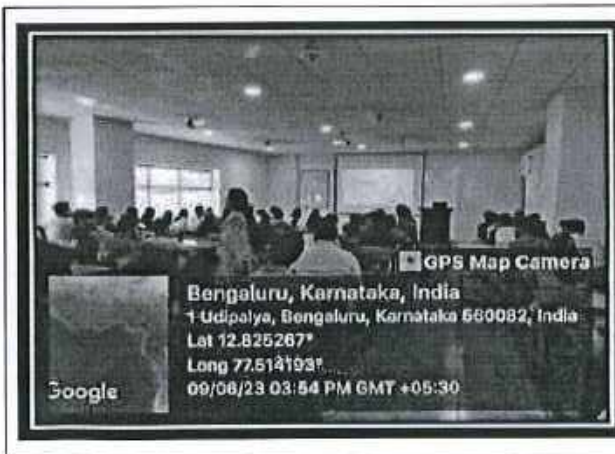 GPS Map Camera
Bengaluru, Karnataka, India
1 Udipalya, Bengaluru, Karnataka 560082, India
Lat 12.825267°
Long 77.514193°
09/06/23 03:54 PM GMT +05:30
Google